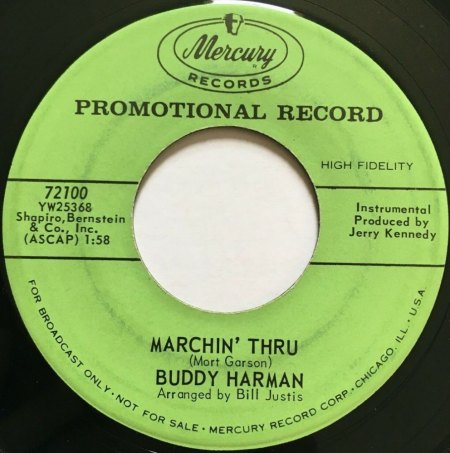 Mercury
RECORDS
PROMOTIONAL RECORD
HIGH FIDELITY
72100
YW25368
Shapiro, Bernstein
& Co., Inc.
(ASCAP) 1:58
Instrumental
Produced by
Jerry Kennedy
MARCHIN' THRU
(Mort Garson)
BUDDY HARMAN
Arranged by Bill Justis
FOR BROADCAST ONLY • NOT FOR SALE • MERCURY RECORD CORP. • CHICAGO, ILL. • U.S.A.